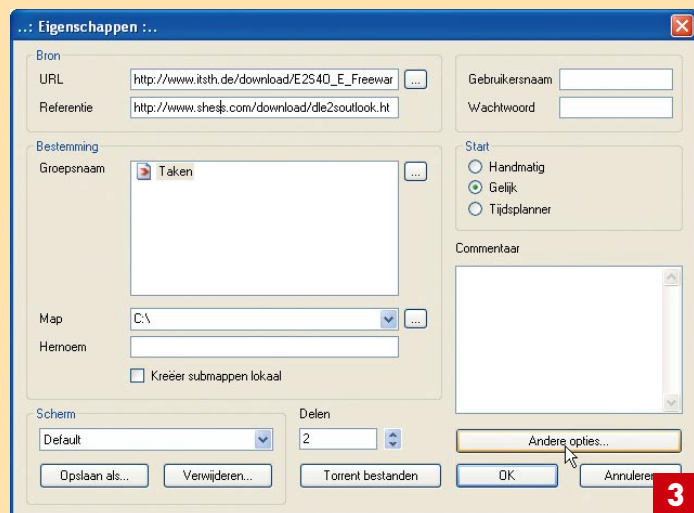 ..: Eigenschappen :..
Bron
URL
http://www.itsth.de/download/E2S4O_E_Freewar
...
Referentie
http://www.shess.com/download/dle2soutlook.ht
Gebruikersnaam
Wachtwoord
Bestemming
Groepsnaam
Taken
...
Map
C:\
...
Hernoem
Kreëer submappen lokaal
Start
Handmatig
Gelijk
Tijdsplanner
Commentaar
Scherm
Default
Opslaan als...
Verwijderen...
Delen
2
Torrent bestanden
Andere opties...
OK
Annuleren
3